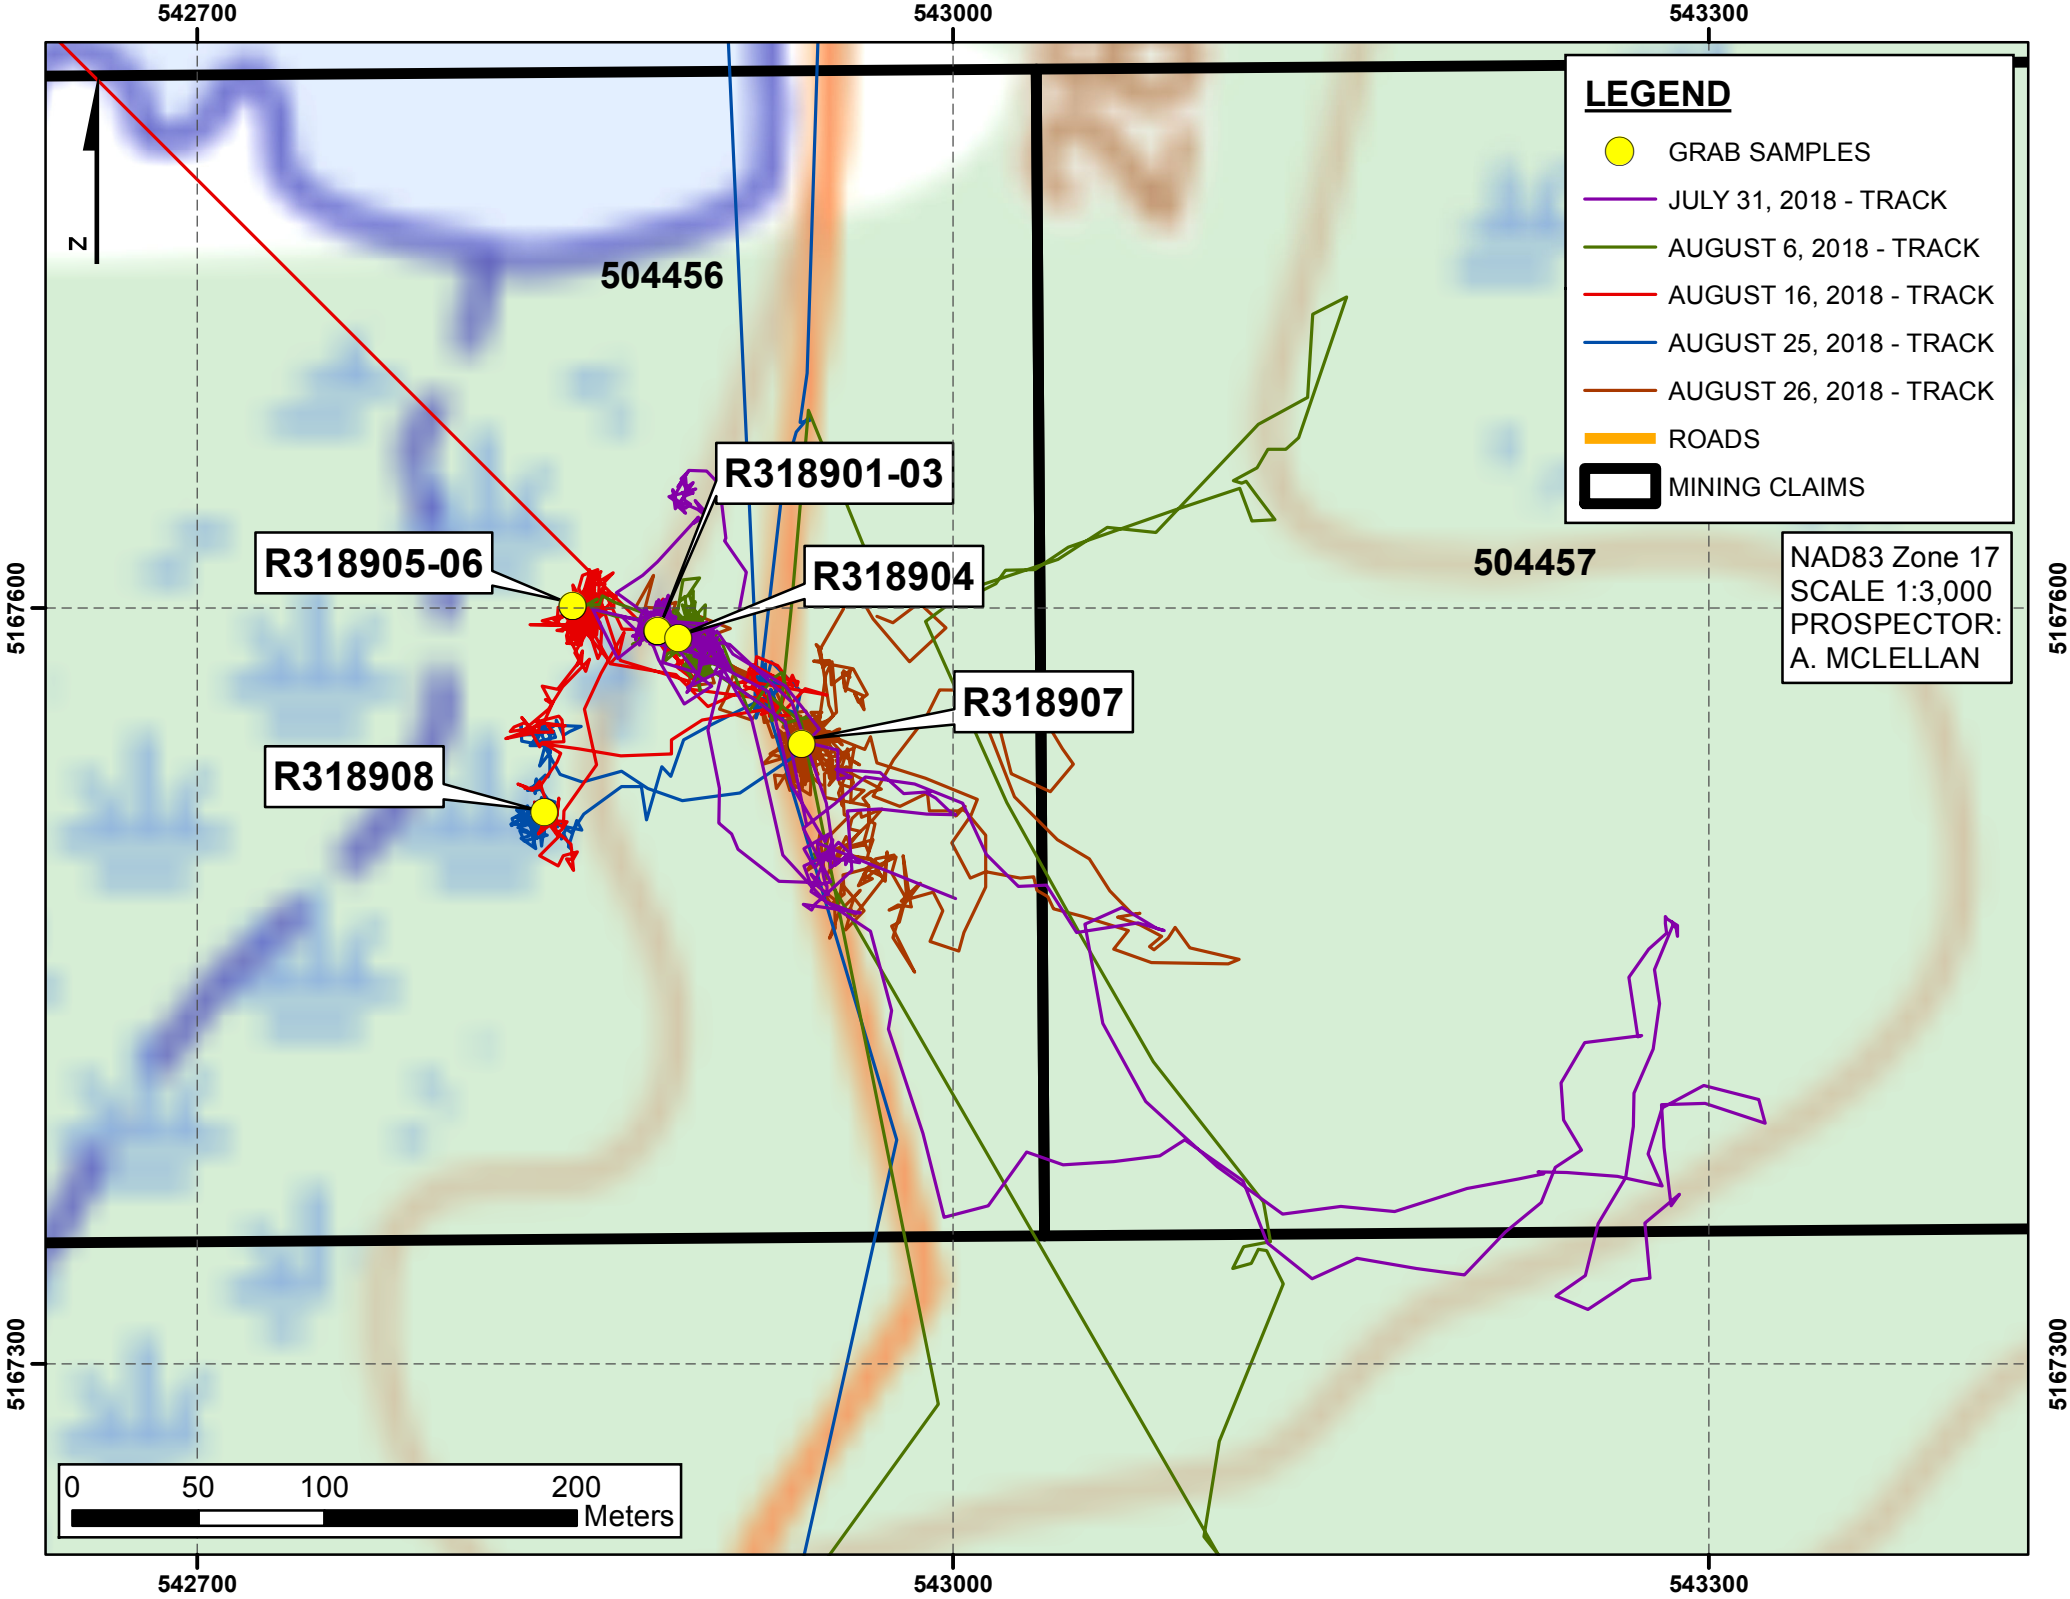 542700 543000 543300
LEGEND
GRAB SAMPLES
JULY 31, 2018 - TRACK
AUGUST 6, 2018 - TRACK
AUGUST 16, 2018 - TRACK
AUGUST 25, 2018 - TRACK
AUGUST 26, 2018 - TRACK
ROADS
MINING CLAIMS
N
504456
R318901-03
R318905-06
R318904
504457
NAD83 Zone 17
SCALE 1:3,000
PROSPECTOR:
A. MCLELLAN
5167600 5167600
R318907
R318908
5167300 5167300
0 50 100 200
Meters
542700 543000 543300